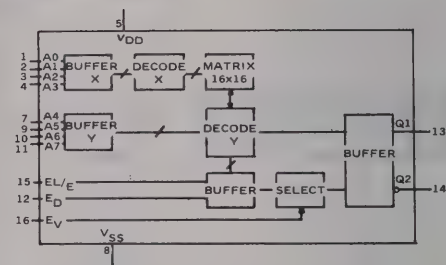 5
VDD
1 A0
2 A1
3 A2
4 A3
BUFFER X
DECODE X
MATRIX 16x16
7 A4
9 A5
10 A6
11 A7
BUFFER Y
DECODE Y
BUFFER
Q1 13
Q2 14
15 EL/E
12 ED
16 EV
BUFFER
SELECT
VSS
8